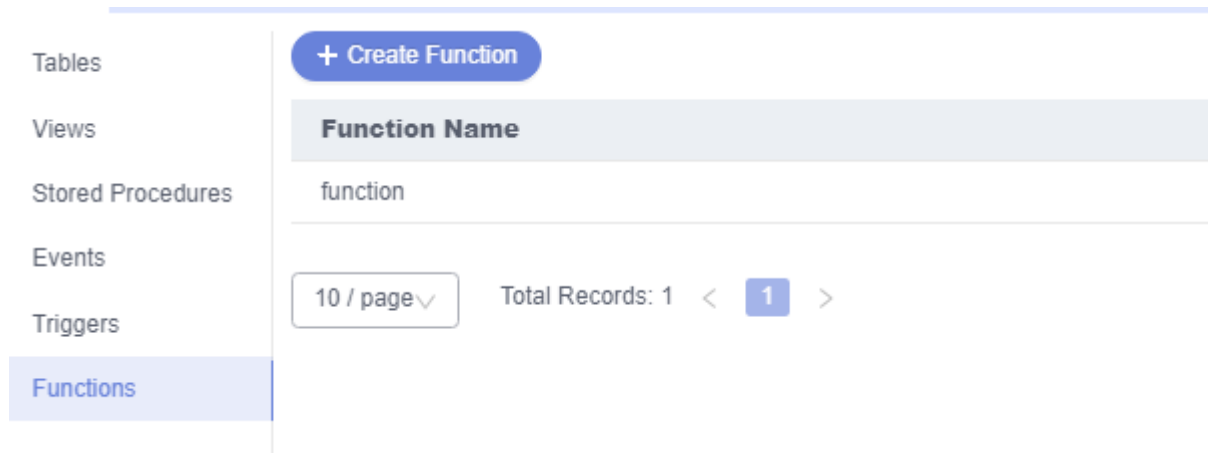 Tables
Views
Stored Procedures
Events
Triggers
Functions
+ Create Function
Function Name
function
10 / page
Total Records: 1 < 1 >